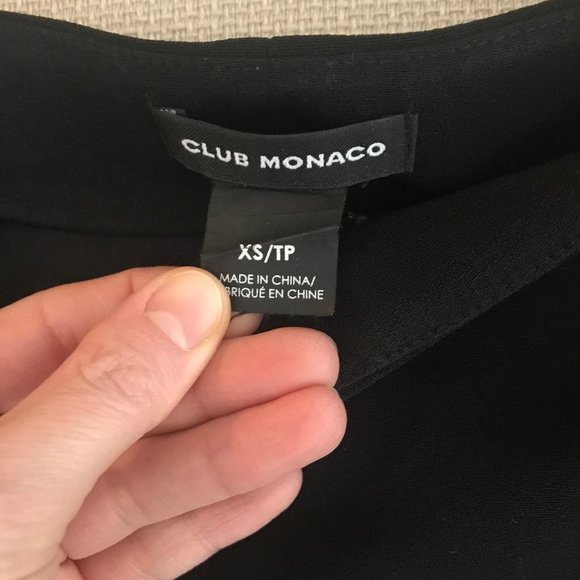 CLUB MONACO
XS/TP
MADE IN CHINA/
BRIQUÉ EN CHINE